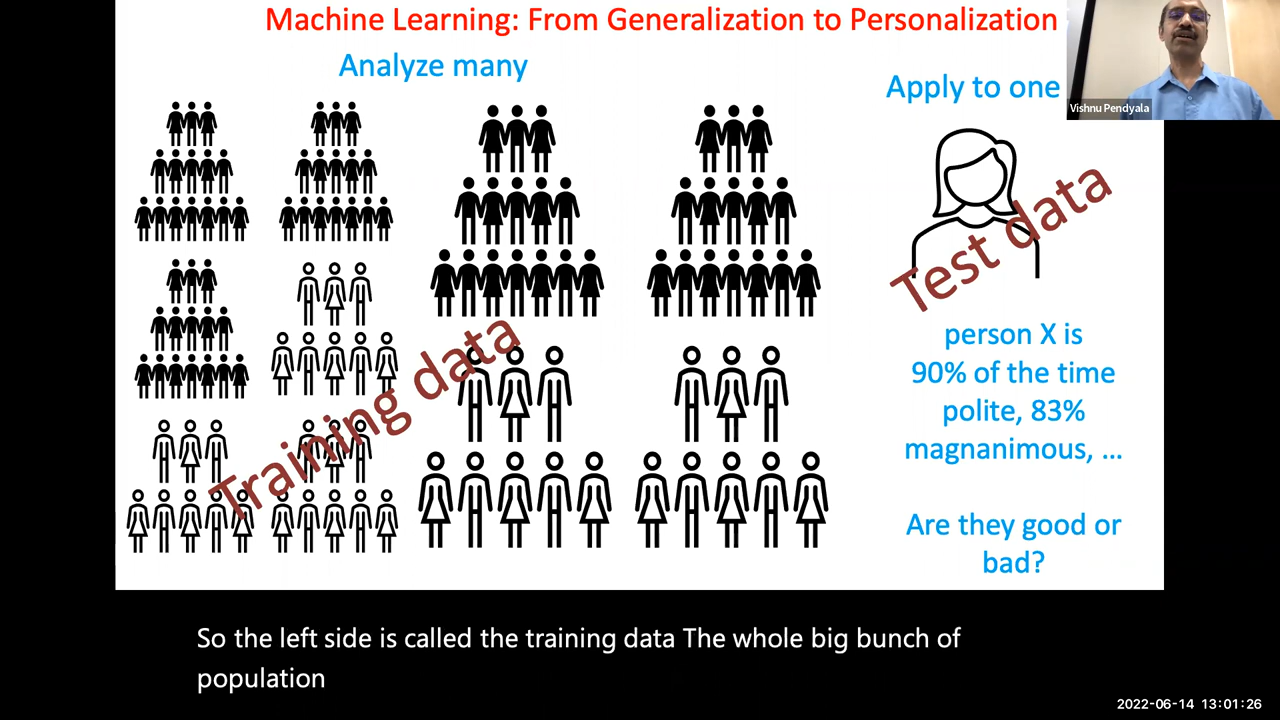 Machine Learning: From Generalization to Personalization
Analyze many
Apply to one
Vishnu Pendyala
Training data
Test data
person X is
90% of the time
polite, 83%
magnanimous, ...
Are they good or
bad?
So the left side is called the training data The whole big bunch of
population
2022-06-14 13:01:26